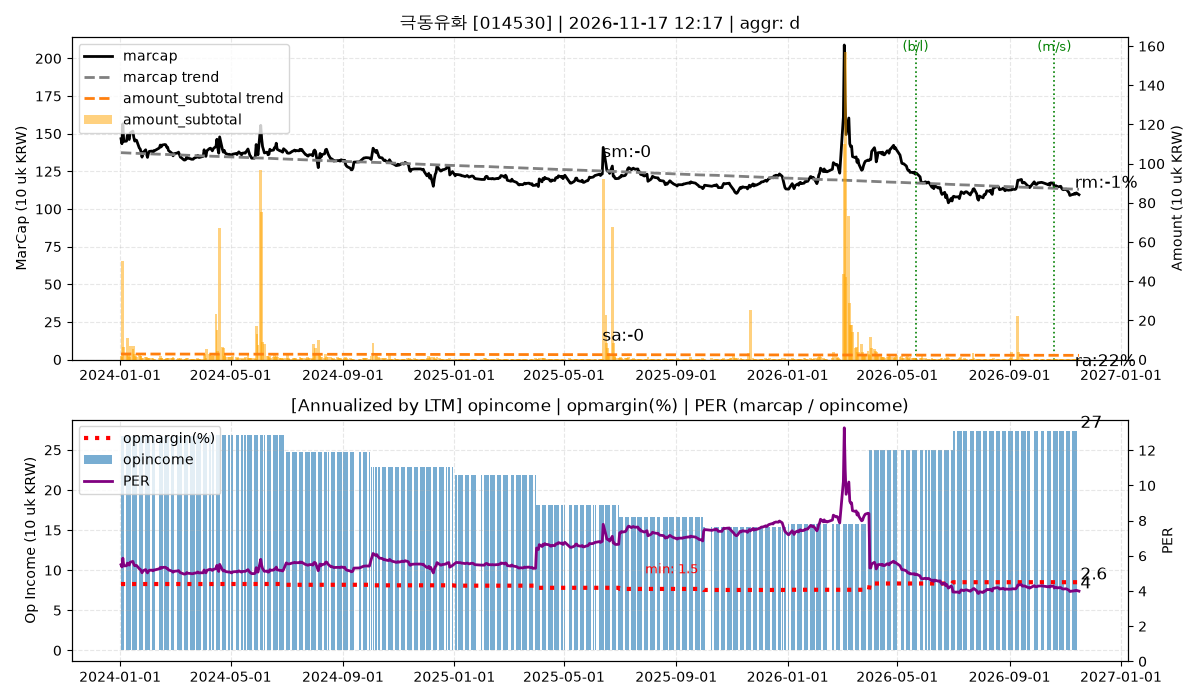 극동유화 [014530] | 2026-11-17 12:17 | aggr: d
marcap
marcap trend
amount_subtotal trend
amount_subtotal
(b/l)
(m/s)
sm:-0
rm:-1%
sa:-0
ra:22%
MarCap (10 uk KRW)
200
175
150
125
100
75
50
25
0
Amount (10 uk KRW)
160
140
120
100
80
60
40
20
0
2024-01-01 2024-05-01 2024-09-01 2025-01-01 2025-05-01 2025-09-01 2026-01-01 2026-05-01 2026-09-01 2027-01-01
[Annualized by LTM] opincome | opmargin(%) | PER (marcap / opincome)
opmargin(%)
opincome
PER
27
min: 1.5
2.6
4
Op Income (10 uk KRW)
25
20
15
10
5
0
PER
12
10
8
6
4
2
0
2024-01-01 2024-05-01 2024-09-01 2025-01-01 2025-05-01 2025-09-01 2026-01-01 2026-05-01 2026-09-01 2027-01-01